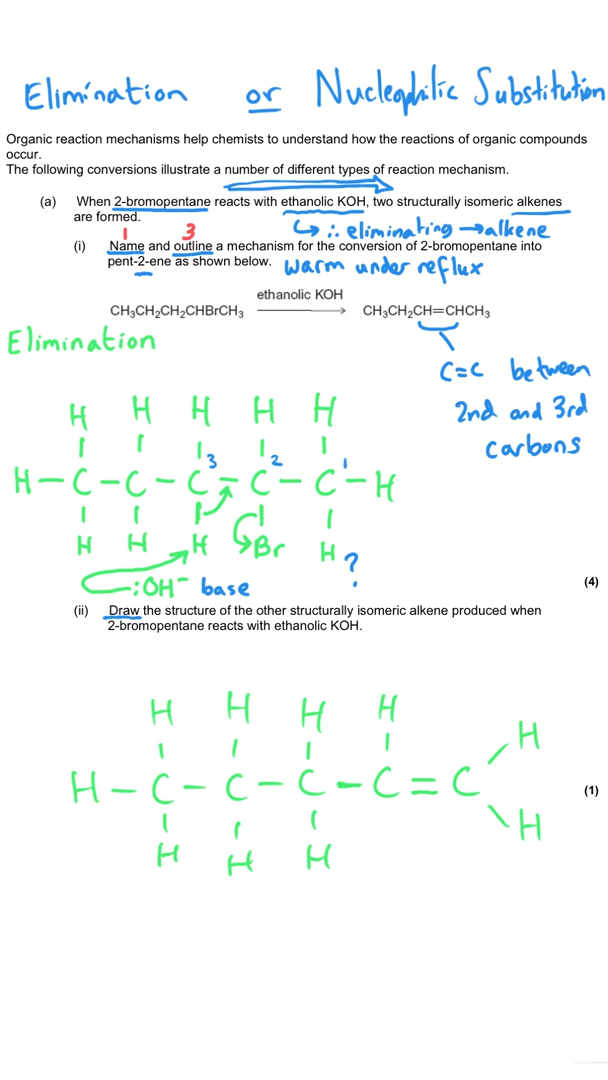 Elimination or Nucleophilic Substitution
Organic reaction mechanisms help chemists to understand how the reactions of organic compounds
occur.
The following conversions illustrate a number of different types of reaction mechanism.
(a) When 2-bromopentane reacts with ethanolic KOH, two structurally isomeric alkenes
are formed. ↳ ∴ eliminating → alkene
1 3
(i) Name and outline a mechanism for the conversion of 2-bromopentane into
pent-2-ene as shown below. warm under reflux
ethanolic KOH
CH₃CH₂CH₂CHBrCH₃ → CH₃CH₂CH=CHCH₃
Elimination
C=C between
2nd and 3rd
carbons
H H H H H
3 2 1
H-C-C-C-C-C-H
H H H Br H ?
:OH⁻ base
(4)
(ii) Draw the structure of the other structurally isomeric alkene produced when
2-bromopentane reacts with ethanolic KOH.
H H H H H
H-C-C-C-C=C
(1)
H H H H